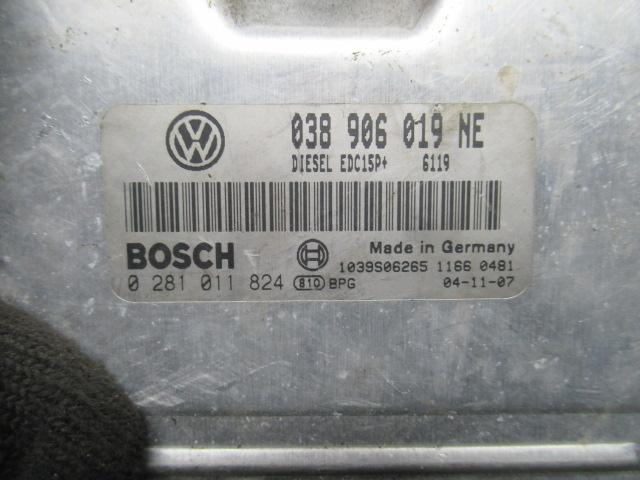 038 906 019 NE
DIESEL EDC15P+ 6119
BOSCH Made in Germany
1039S06265 1166 0481
0 281 011 824 810 BPG 04-11-07